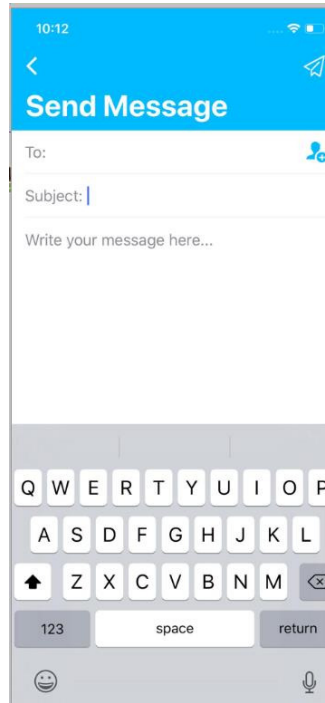 10:12
Send Message
To:
Subject:
Write your message here...
Q W E R T Y U I O P
A S D F G H J K L
Z X C V B N M
123 space return